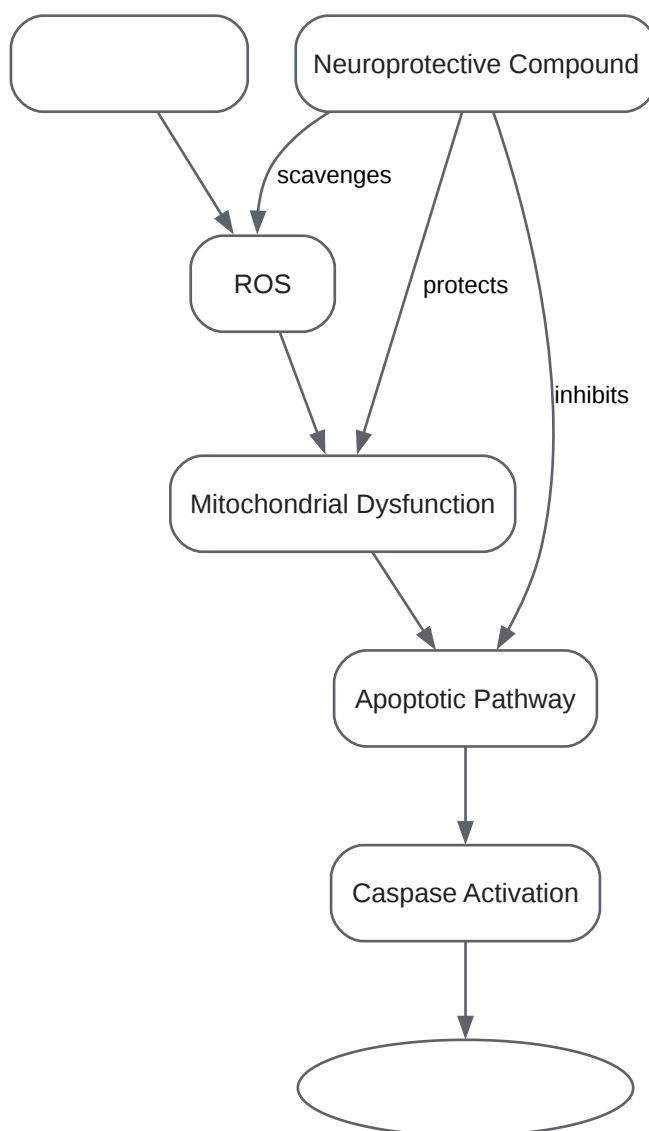 Neuroprotective Compound
scavenges
ROS
protects
inhibits
Mitochondrial Dysfunction
Apoptotic Pathway
Caspase Activation